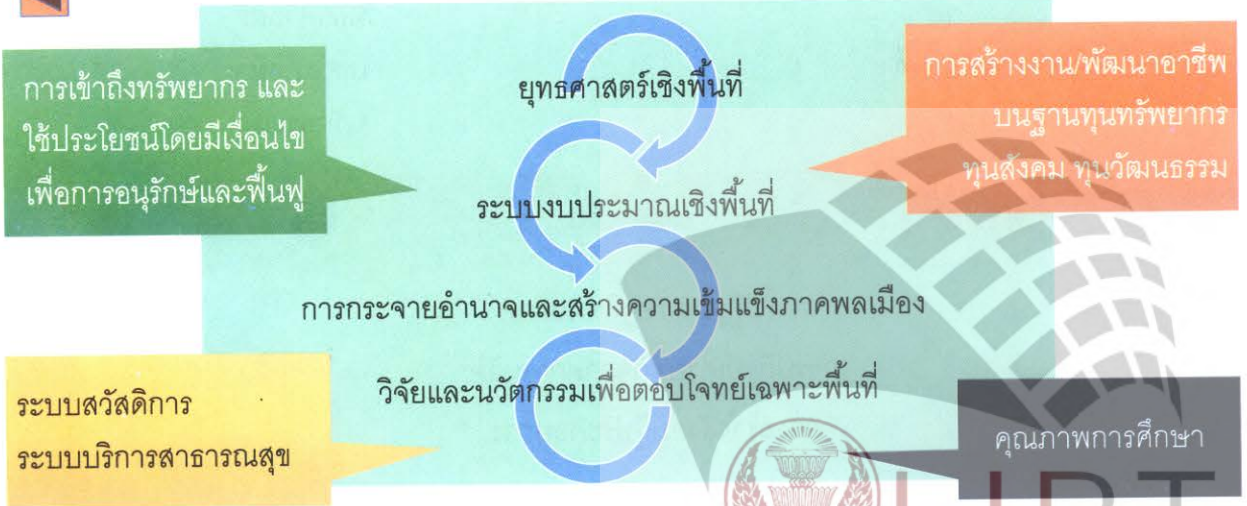 การเข้าถึงทรัพยากร และ
ใช้ประโยชน์โดยมีเงื่อนไข
เพื่อการอนุรักษ์และฟื้นฟู
ยุทธศาสตร์เชิงพื้นที่
การสร้างงาน/พัฒนาอาชีพ
บนฐานทุนทรัพยากร
ทุนสังคม ทุนวัฒนธรรม
ระบบงบประมาณเชิงพื้นที่
การกระจายอำนาจและสร้างความเข้มแข็งภาคพลเมือง
วิจัยและนวัตกรรมเพื่อตอบโจทย์เฉพาะพื้นที่
ระบบสวัสดิการ
ระบบบริการสาธารณสุข
คุณภาพการศึกษา